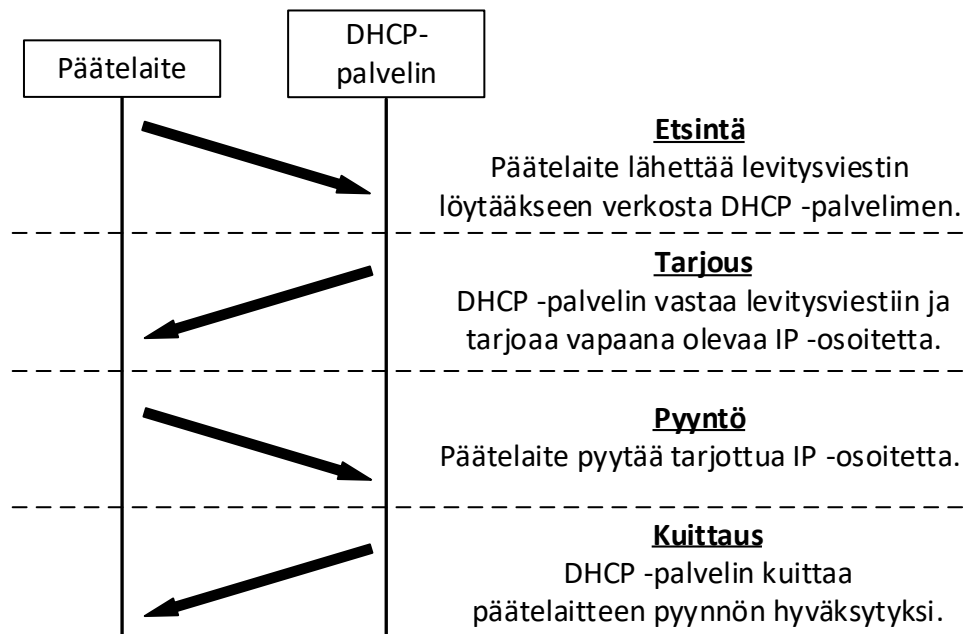 Päätelaite
DHCP-
palvelin
Etsintä
Päätelaite lähettää levitysviestin
löytääkseen verkosta DHCP -palvelimen.
Tarjous
DHCP -palvelin vastaa levitysviestiin ja
tarjoaa vapaana olevaa IP -osoitetta.
Pyyntö
Päätelaite pyytää tarjottua IP -osoitetta.
Kuittaus
DHCP -palvelin kuittaa
päätelaitteen pyynnön hyväksytyksi.